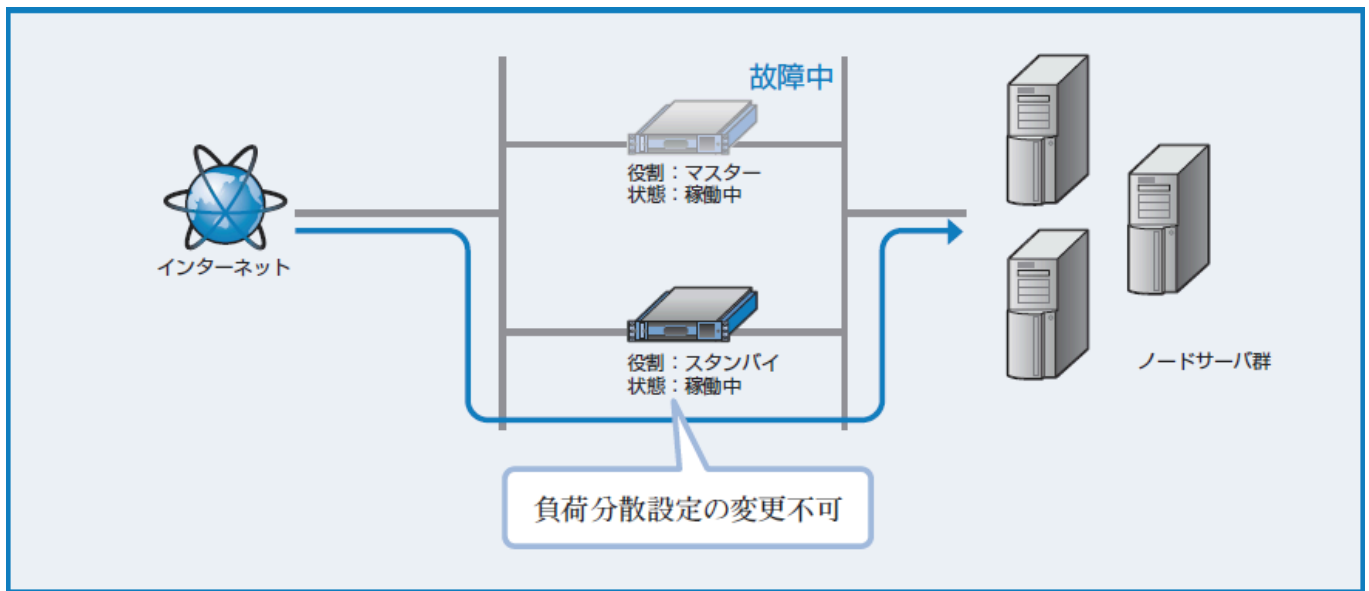 故障中
役割：マスター
状態：稼働中
インターネット
役割：スタンバイ
状態：稼働中
ノードサーバ群
負荷分散設定の変更不可